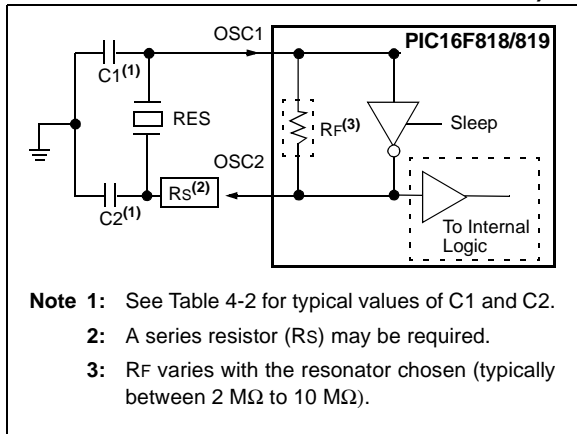 OSC1
PIC16F818/819
C1(1)
RES
RF(3)
Sleep
OSC2
RS(2)
C2(1)
To Internal
Logic
Note 1: See Table 4-2 for typical values of C1 and C2.
2: A series resistor (RS) may be required.
3: RF varies with the resonator chosen (typically
between 2 MΩ to 10 MΩ).